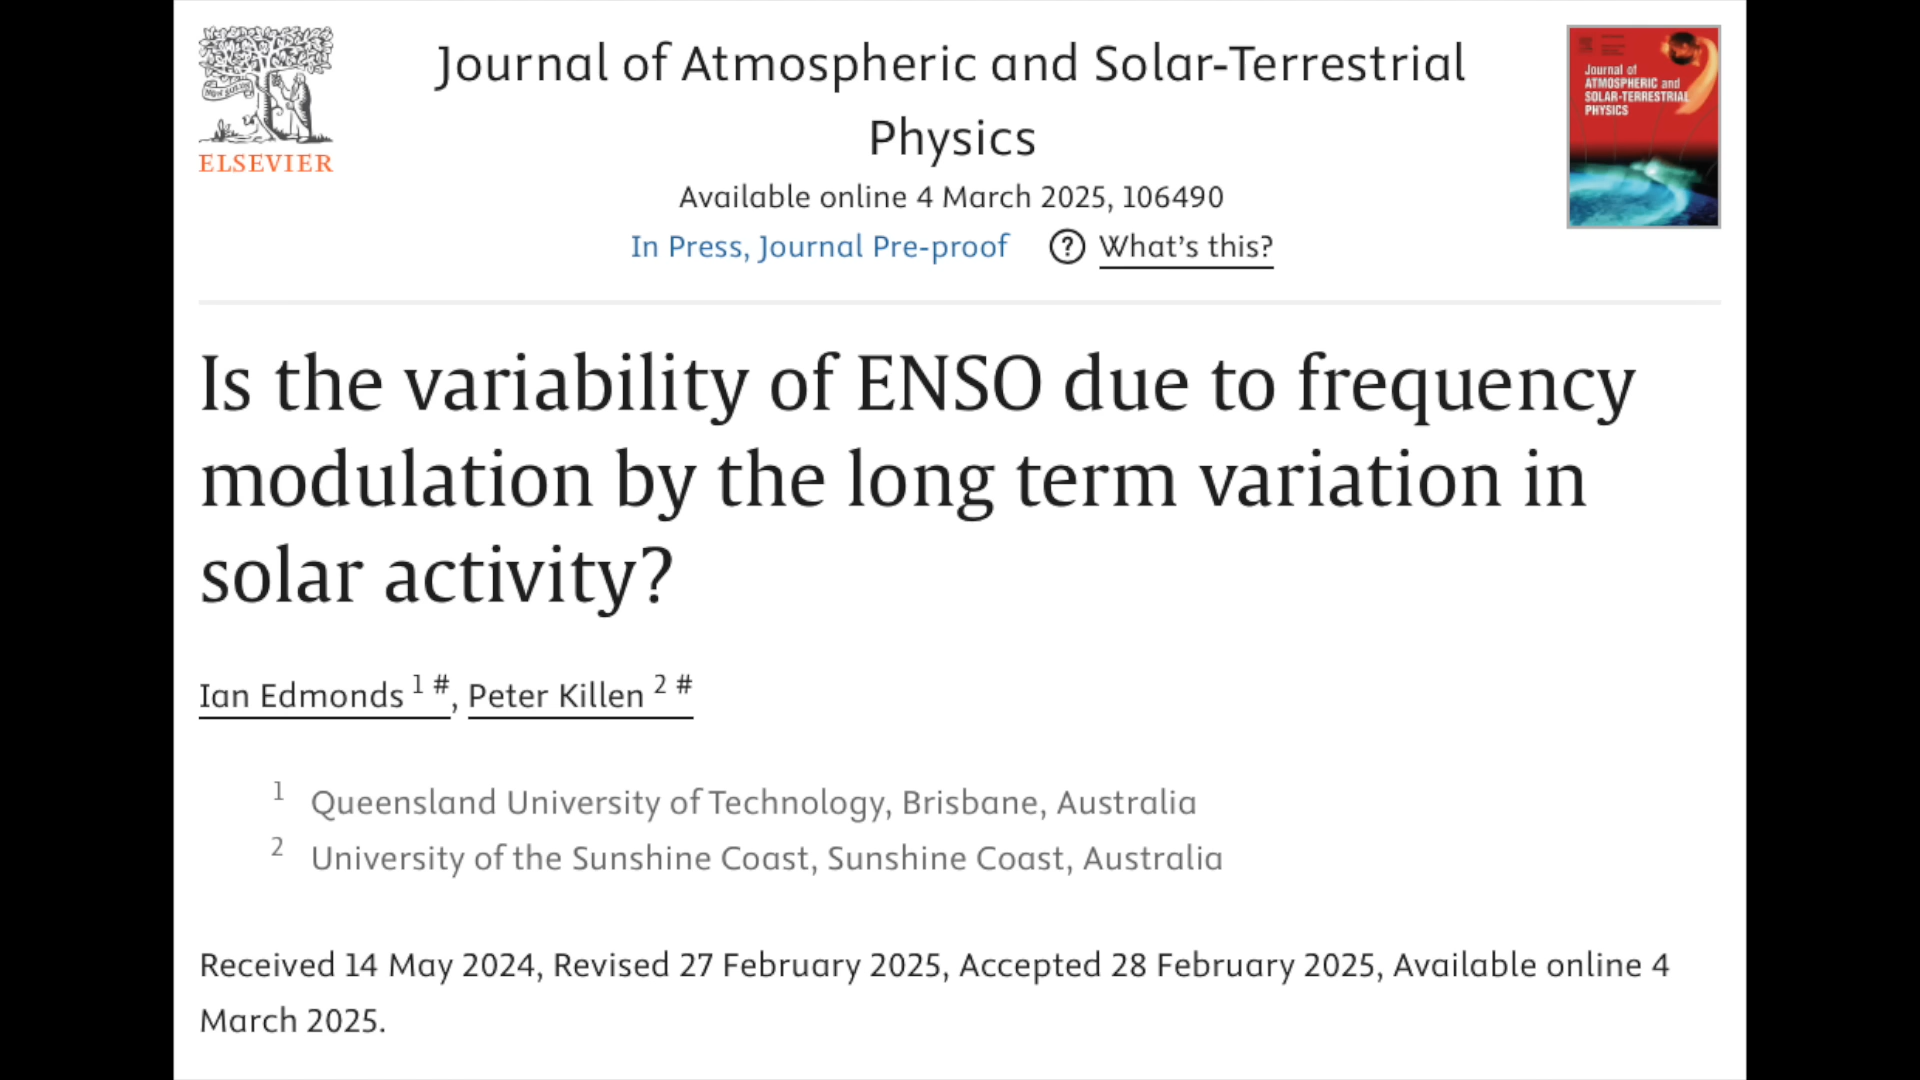 Journal of Atmospheric and Solar-Terrestrial
Physics
Available online 4 March 2025, 106490
In Press, Journal Pre-proof ? What's this?
ELSEVIER
Journal of
ATMOSPHERIC and
SOLAR-TERRESTRIAL
PHYSICS
Is the variability of ENSO due to frequency
modulation by the long term variation in
solar activity?
Ian Edmonds 1 #, Peter Killen 2 #
1 Queensland University of Technology, Brisbane, Australia
2 University of the Sunshine Coast, Sunshine Coast, Australia
Received 14 May 2024, Revised 27 February 2025, Accepted 28 February 2025, Available online 4
March 2025.